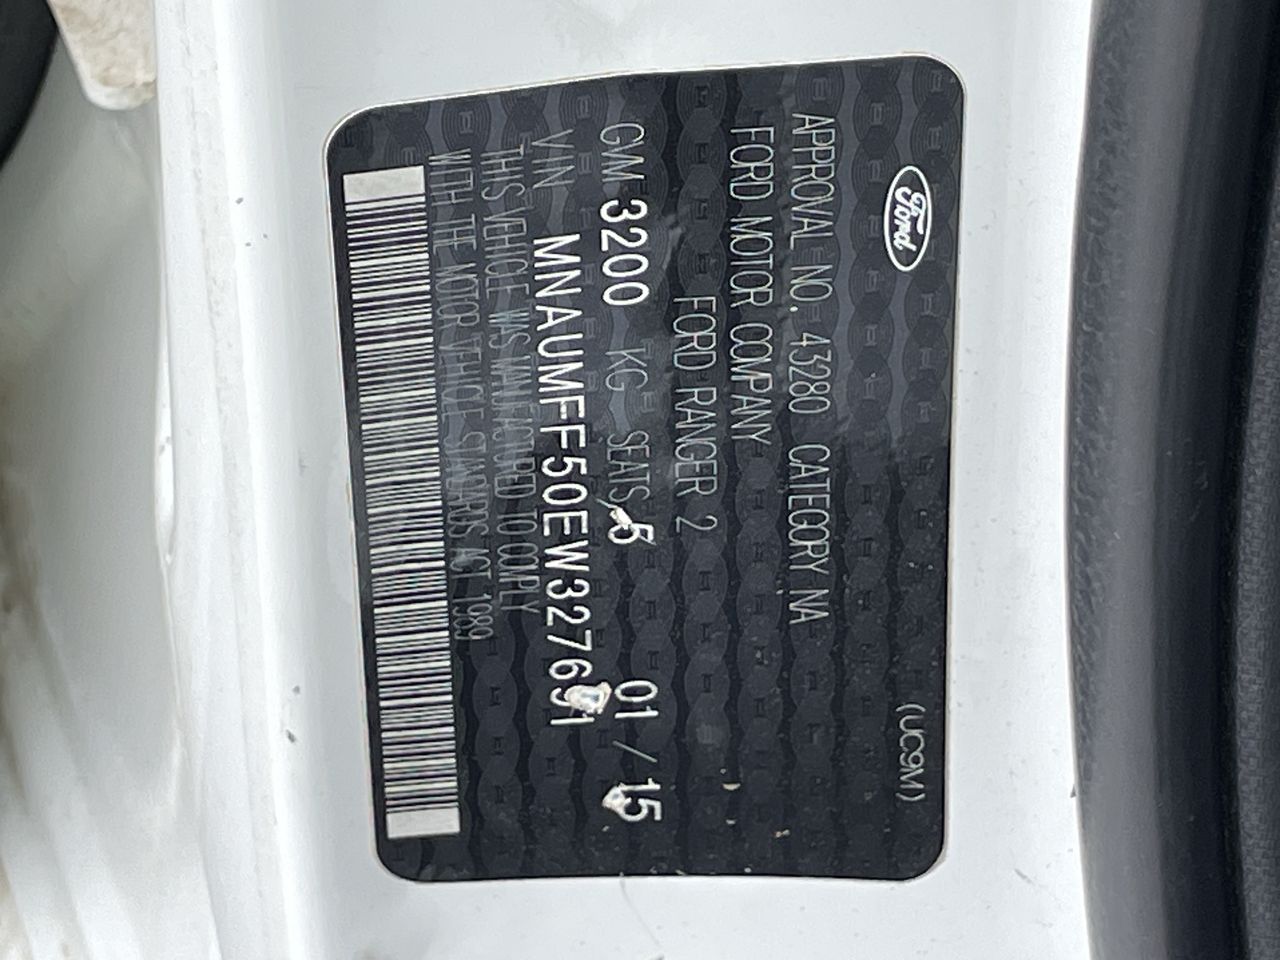 Ford (UC9M)
APPROVAL NO. 43280 CATEGORY NA
FORD MOTOR COMPANY
FORD RANGER 2
GVM 3200 KG SEATS 5 01 / 15
VIN MNAUMFF50EW327691
THIS VEHICLE WAS MANUFACTURED TO COMPLY
WITH THE MOTOR VEHICLE STANDARDS ACT 1989